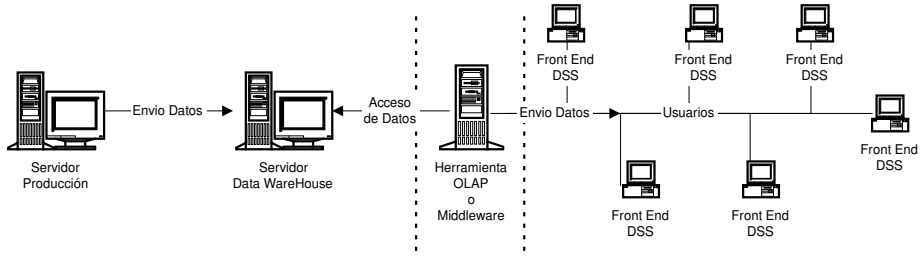 Front End
DSS
Front End
DSS
Front End
DSS
Envio Datos
Acceso
de Datos
Envio Datos
Usuarios
Servidor
Producción
Servidor
Data WareHouse
Herramienta
OLAP
o
Middleware
Front End
DSS
Front End
DSS
Front End
DSS